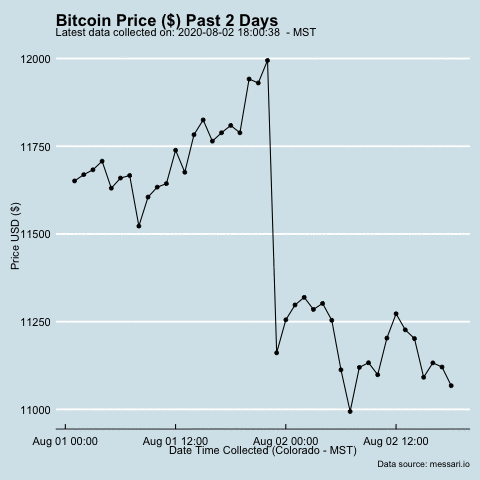 Bitcoin Price ($) Past 2 Days
Latest data collected on: 2020-08-02 18:00:38 - MST
12000
11750
11500
11250
11000
Price USD ($)
Aug 01 00:00 Aug 01 12:00 Aug 02 00:00 Aug 02 12:00
Date Time Collected (Colorado - MST)
Data source: messari.io